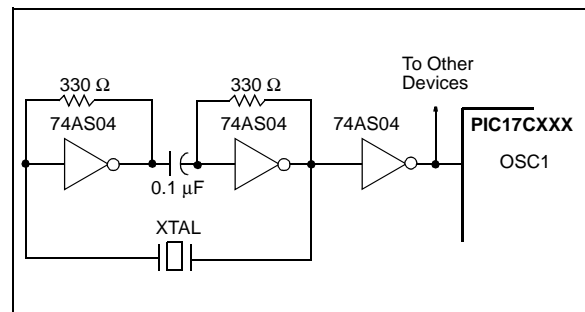 330 Ω
330 Ω
To Other
Devices
74AS04
74AS04
74AS04
PIC17CXXX
OSC1
0.1 µF
XTAL